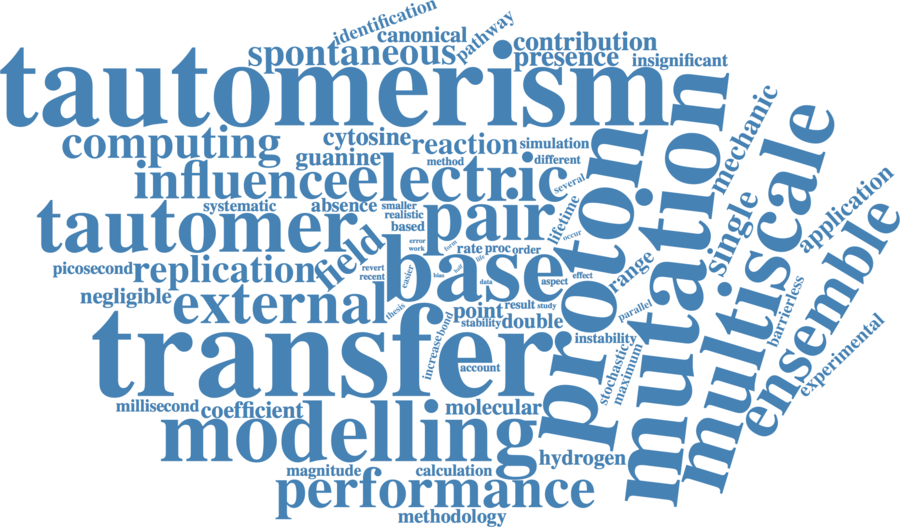 identification
canonical
pathway
contribution
spontaneous
presence
insignificant
tautomerism
computing
cytosine
reaction
simulation
guanine
method
different
influence
electric
several
systematic
absence
smaller
realistic
based
tautomer
pair
lifetime
occur
field
error
work
form
rate
proc
order
picosecond
replication
revert
recent
easier
base
bias
half
life
data
aspect
effect
negligible
external
thesis
point
result
study
stability
double
instability
parallel
range
proton
mutation
mechanic
single
multiscale
application
ensemble
barrierless
experimental
stochastic
maximum
transfer
increase
bond
account
millisecond
coefficient
molecular
modelling
hydrogen
magnitude
calculation
performance
methodology